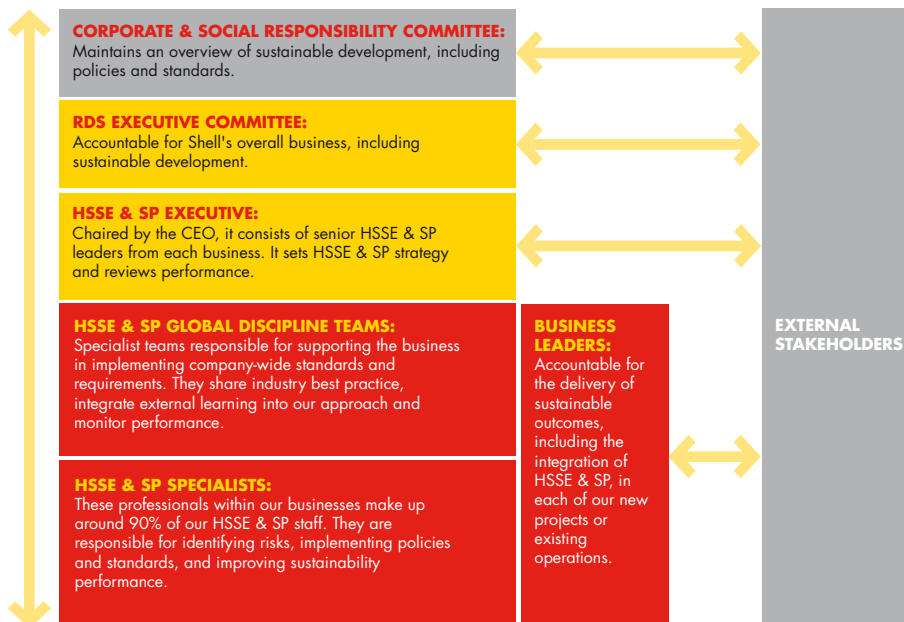 CORPORATE & SOCIAL RESPONSIBILITY COMMITTEE:
Maintains an overview of sustainable development, including
policies and standards.
RDS EXECUTIVE COMMITTEE:
Accountable for Shell's overall business, including
sustainable development.
HSSE & SP EXECUTIVE:
Chaired by the CEO, it consists of senior HSSE & SP
leaders from each business. It sets HSSE & SP strategy
and reviews performance.
HSSE & SP GLOBAL DISCIPLINE TEAMS:
Specialist teams responsible for supporting the business
in implementing company-wide standards and
requirements. They share industry best practice,
integrate external learning into our approach and
monitor performance.
HSSE & SP SPECIALISTS:
These professionals within our businesses make up
around 90% of our HSSE & SP staff. They are
responsible for identifying risks, implementing policies
and standards, and improving sustainability
performance.
BUSINESS
LEADERS:
Accountable for
the delivery of
sustainable
outcomes,
including the
integration of
HSSE & SP, in
each of our new
projects or
existing
operations.
EXTERNAL
STAKEHOLDERS